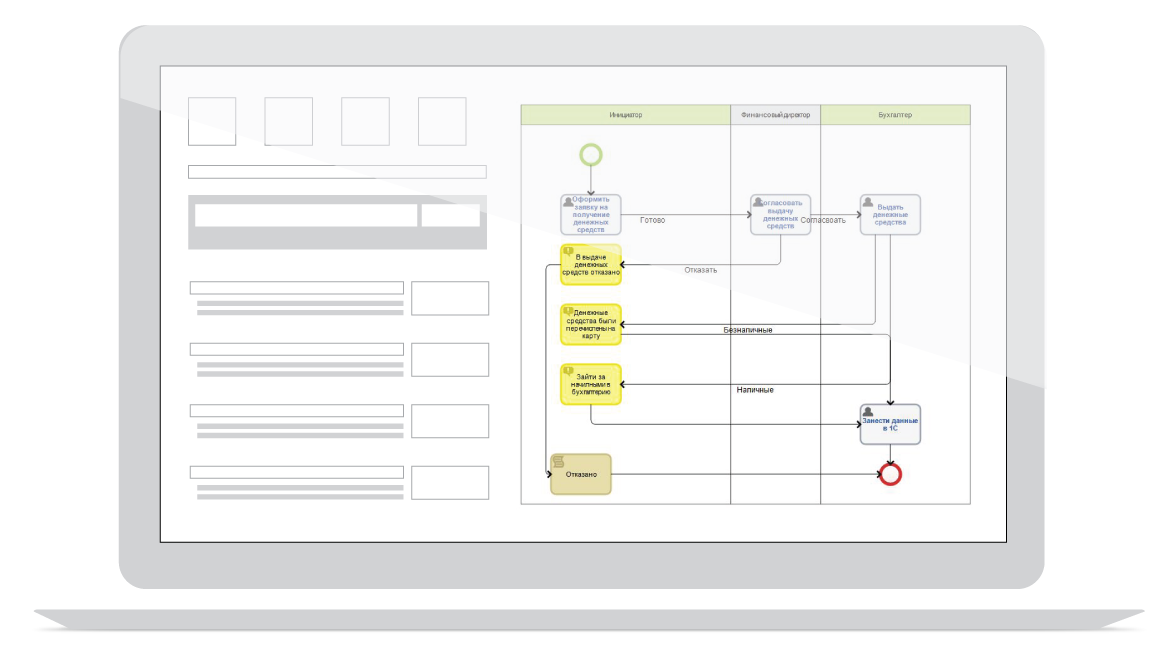 Инициатор
Финансовый директор
Бухгалтер
Оформить
заявку на
получение
денежных
средств
Готово
Согласовать
выдачу
денежных
средств
Согласовать
Выдать
денежные
средства
В выдаче
денежных
средств отказано
Отказать
Денежные
средства были
перечислены на
карту
Безналичные
Зайти за
наличными в
бухгалтерию
Наличные
Занести данные
в 1С
Отказано